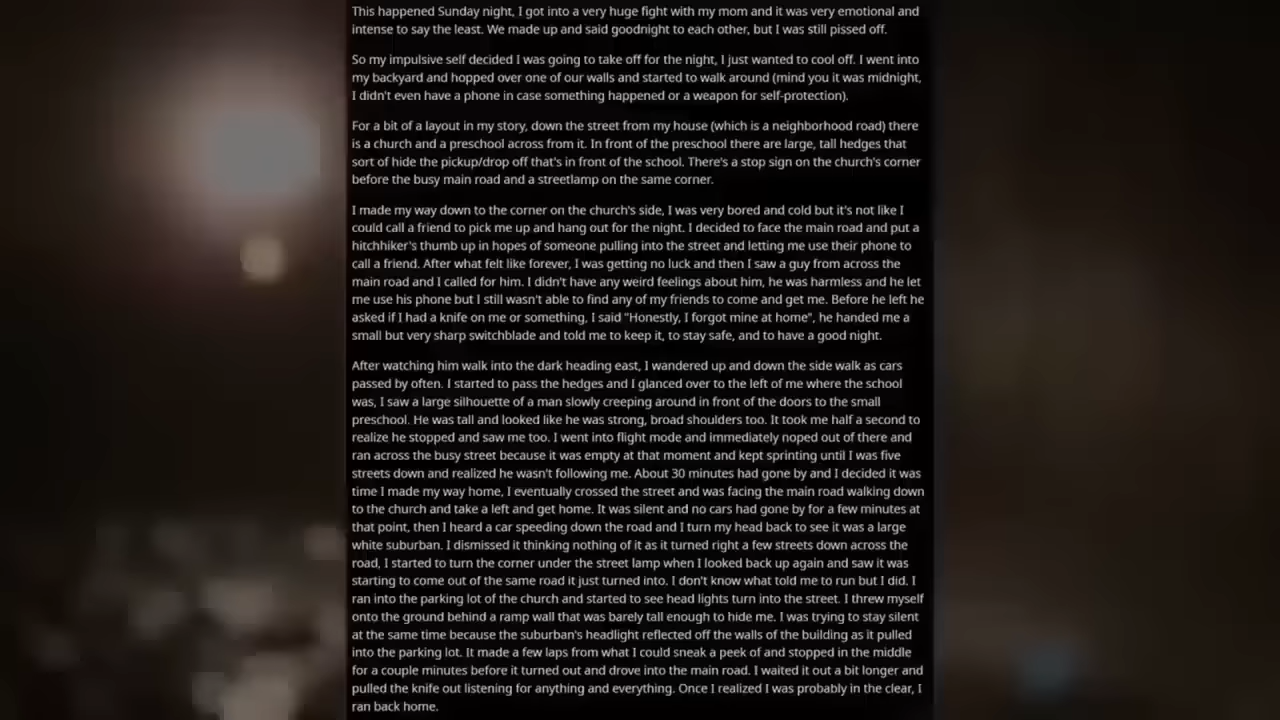 This happened Sunday night, I got into a very huge fight with my mom and it was very emotional and
intense to say the least. We made up and said goodnight to each other, but I was still pissed off.
So my impulsive self decided I was going to take off for the night, I just wanted to cool off. I went into
my backyard and hopped over one of our walls and started to walk around (mind you it was midnight,
I didn't even have a phone in case something happened or a weapon for self-protection).
For a bit of a layout in my story, down the street from my house (which is a neighborhood road) there
is a church and a preschool across from it. In front of the preschool there are large, tall hedges that
sort of hide the pickup/drop off that's in front of the school. There's a stop sign on the church's corner
before the busy main road and a streetlamp on the same corner.
I made my way down to the corner on the church's side, I was very bored and cold but it's not like I
could call a friend to pick me up and hang out for the night. I decided to face the main road and put a
hitchhiker's thumb up in hopes of someone pulling into the street and letting me use their phone to
call a friend. After what felt like forever, I was getting no luck and then I saw a guy from across the
main road and I called for him. I didn't have any weird feelings about him, he was harmless and he let
me use his phone but I still wasn't able to find any of my friends to come and get me. Before he left he
asked if I had a knife on me or something, I said "Honestly, I forgot mine at home", he handed me a
small but very sharp switchblade and told me to keep it, to stay safe, and to have a good night.
After watching him walk into the dark heading east, I wandered up and down the side walk as cars
passed by often. I started to pass the hedges and I glanced over to the left of me where the school
was, I saw a large silhouette of a man slowly creeping around in front of the doors to the small
preschool. He was tall and looked like he was strong, broad shoulders too. It took me half a second to
realize he stopped and saw me too. I went into flight mode and immediately noped out of there and
ran across the busy street because it was empty at that moment and kept sprinting until I was five
streets down and realized he wasn't following me. About 30 minutes had gone by and I decided it was
time I made my way home, I eventually crossed the street and was facing the main road walking down
to the church and take a left and get home. It was silent and no cars had gone by for a few minutes at
that point, then I heard a car speeding down the road and I turn my head back to see it was a large
white suburban. I dismissed it thinking nothing of it as it turned right a few streets down across the
road, I started to turn the corner under the street lamp when I looked back up again and saw it was
starting to come out of the same road it just turned into. I don't know what told me to run but I did. I
ran into the parking lot of the church and started to see head lights turn into the street. I threw myself
onto the ground behind a ramp wall that was barely tall enough to hide me. I was trying to stay silent
at the same time because the suburban's headlight reflected off the walls of the building as it pulled
into the parking lot. It made a few laps from what I could sneak a peek of and stopped in the middle
for a couple minutes before it turned out and drove into the main road. I waited it out a bit longer and
pulled the knife out listening for anything and everything. Once I realized I was probably in the clear, I
ran back home.